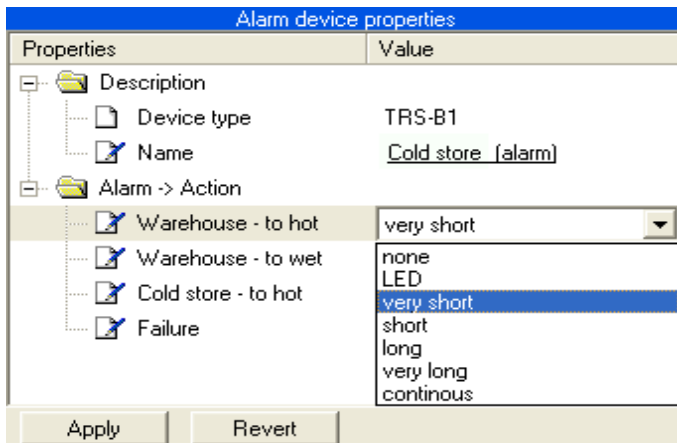 Alarm device properties
Properties Value
Description
Device type TRS-B1
Name Cold store (alarm)
Alarm -> Action
Warehouse - to hot very short
Warehouse - to wet none
LED
Cold store - to hot very short
Failure short
long
very long
continous
Apply Revert